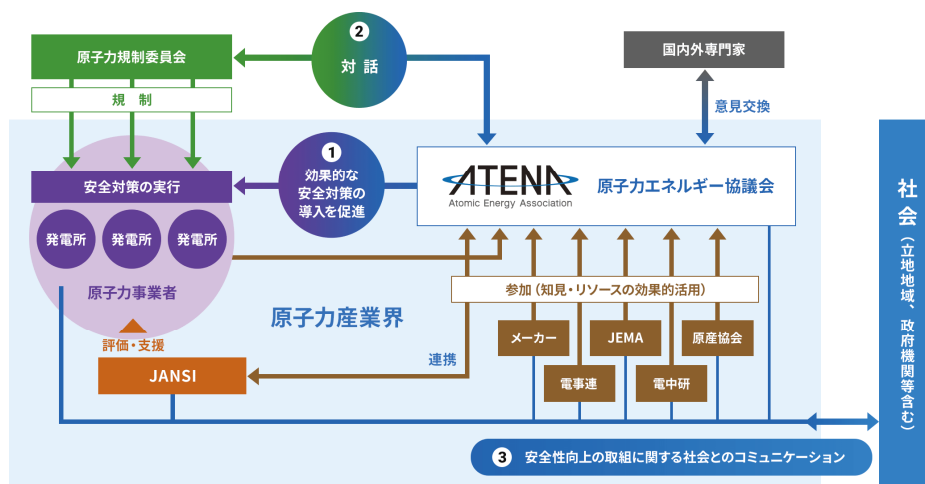 原子力規制委員会
2
対話
国内外専門家
規制
意見交換
1
効果的な
安全対策の
導入を促進
安全対策の実行
ATENA
Atomic Energy Association
原子力エネルギー協議会
発電所
発電所
発電所
原子力事業者
参加（知見・リソースの効果的活用）
原子力産業界
メーカー
JEMA
原産協会
評価・支援
連携
JANSI
電事連
電中研
3 安全性向上の取組に関する社会とのコミュニケーション
社会（立地地域、政府機関等含む）